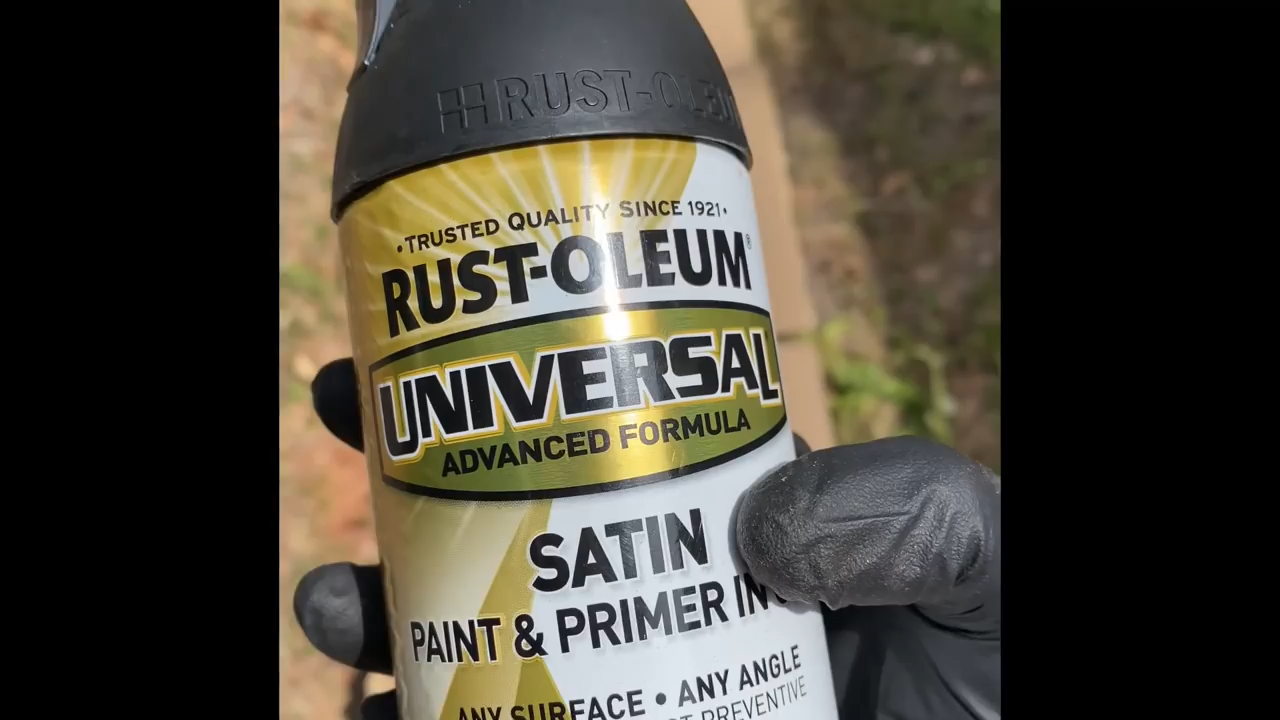 RUST-OLEUM
•TRUSTED QUALITY SINCE 1921•
RUST-OLEUM®
UNIVERSAL
ADVANCED FORMULA
SATIN
PAINT & PRIMER IN
ANY SURFACE • ANY ANGLE
PREVENTIVE